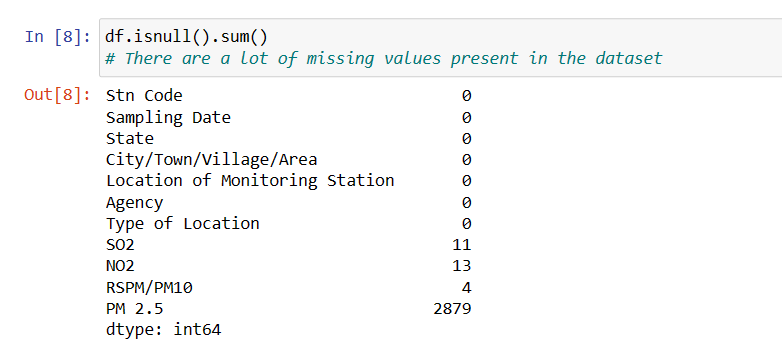 In [8]: df.isnull().sum()
# There are a lot of missing values present in the dataset
Out[8]: Stn Code 0
Sampling Date 0
State 0
City/Town/Village/Area 0
Location of Monitoring Station 0
Agency 0
Type of Location 0
SO2 11
NO2 13
RSPM/PM10 4
PM 2.5 2879
dtype: int64